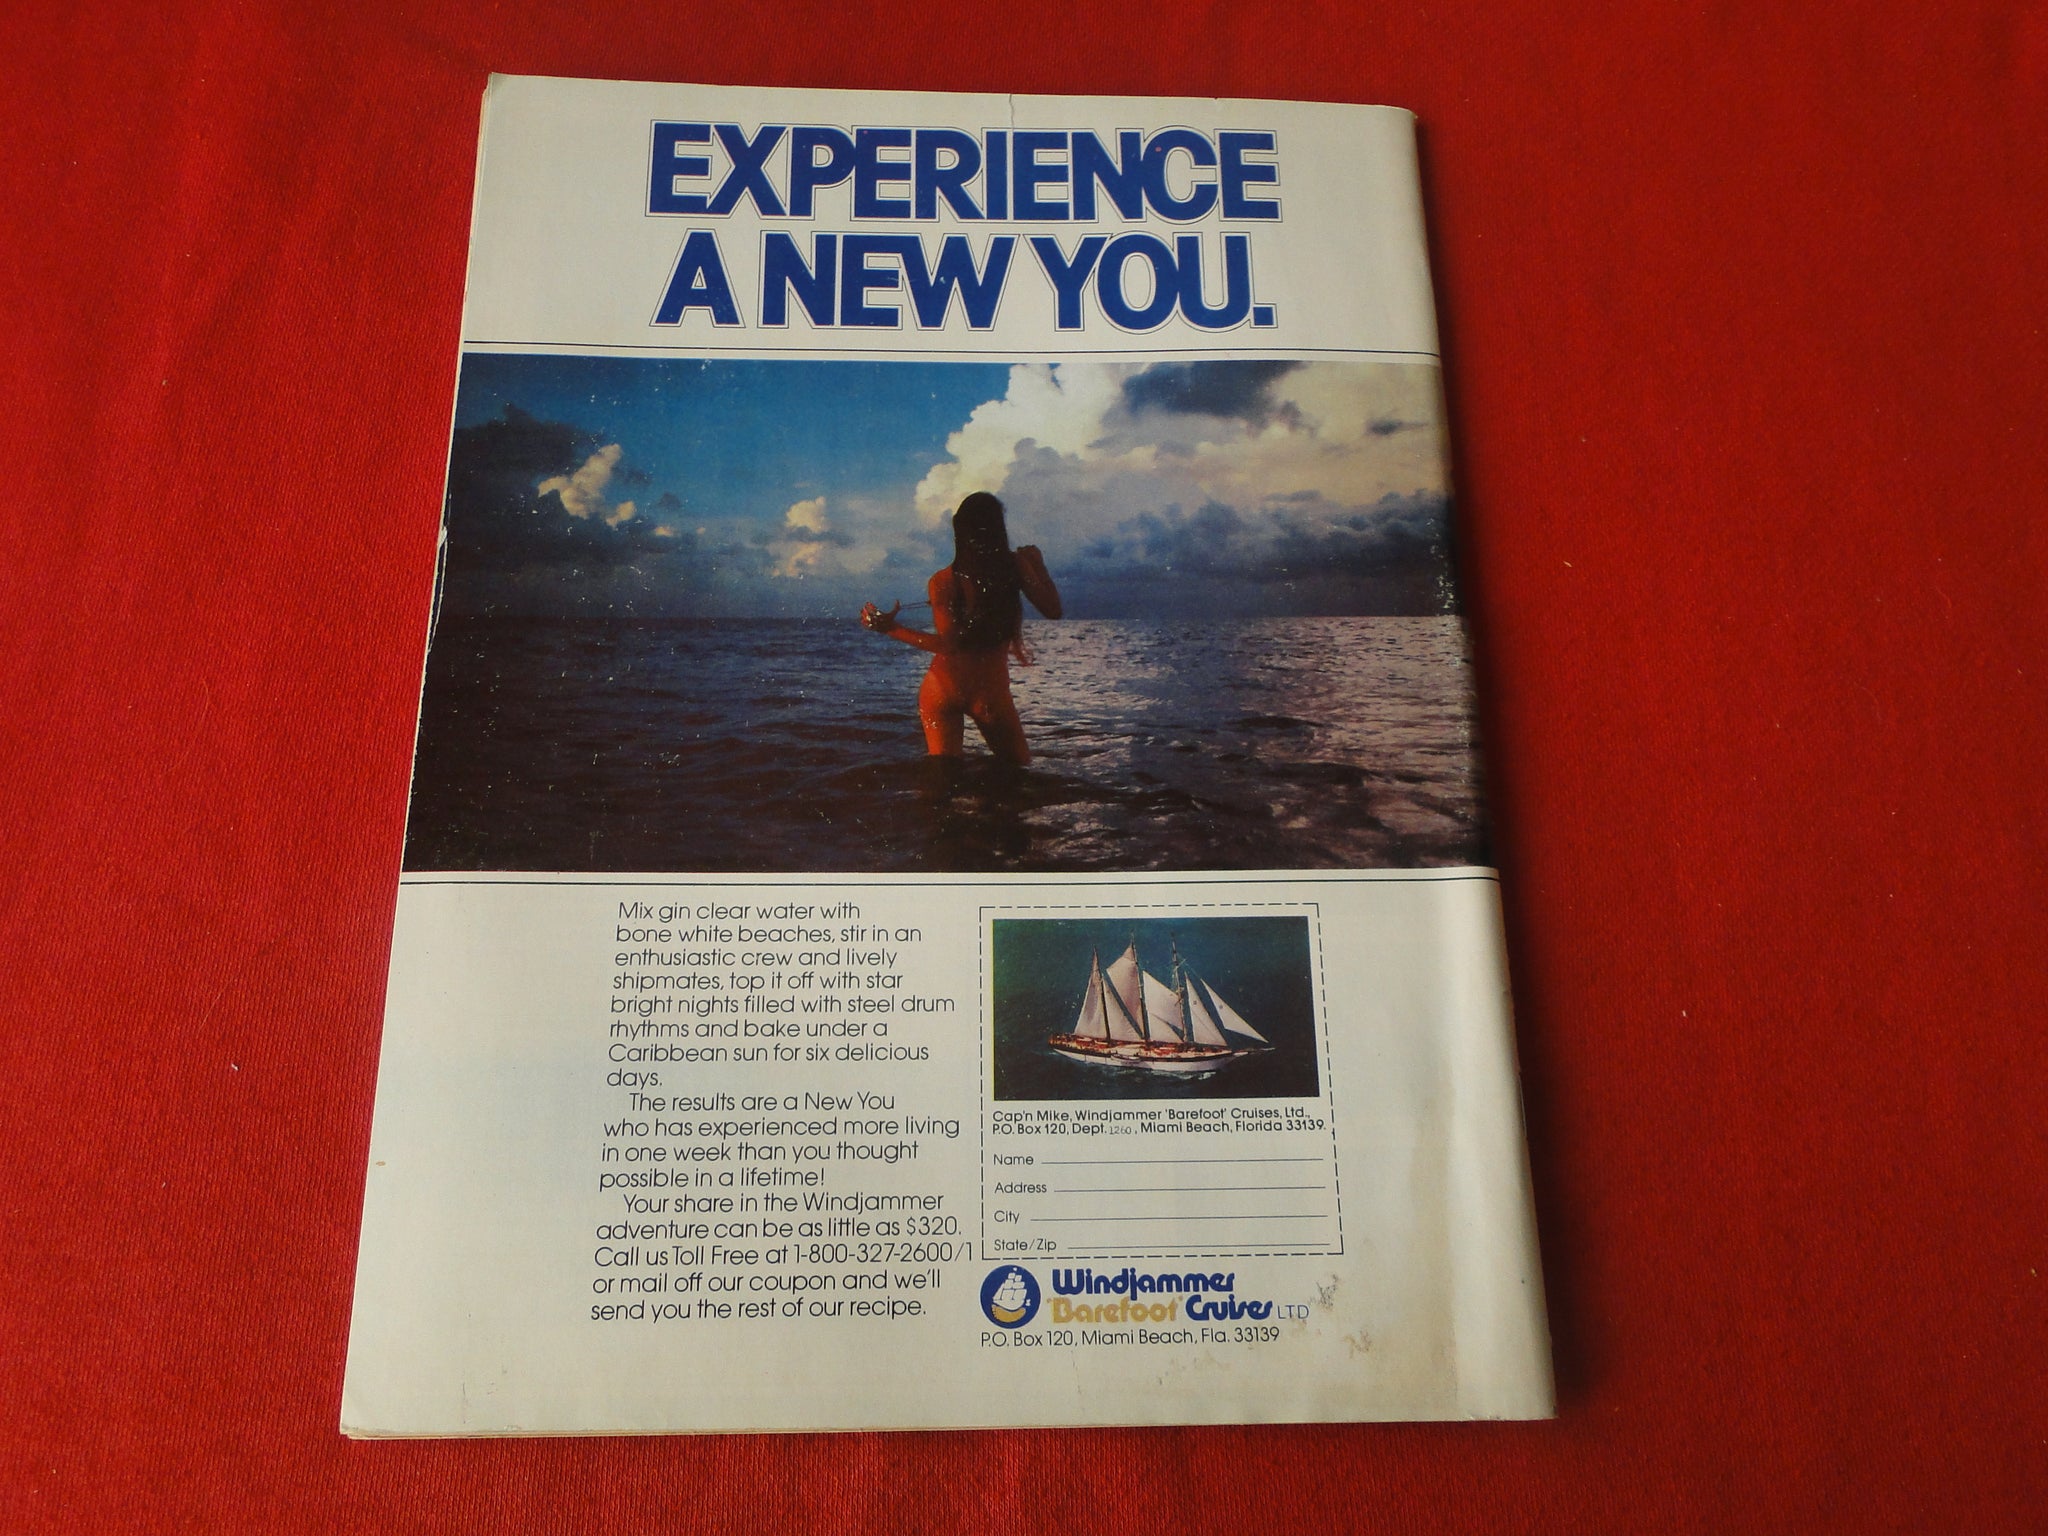 EXPERIENCE
A NEW YOU.
Mix gin clear water with
bone white beaches, stir in an
enthusiastic crew and lively
shipmates, top it off with star
bright nights filled with steel drum
rhythms and bake under a
Caribbean sun for six delicious
days.
The results are a New You
who has experienced more living
in one week than you thought
possible in a lifetime!
Your share in the Windjammer
adventure can be as little as $320.
Call us Toll Free at 1-800-327-2600/1
or mail off our coupon and we'll
send you the rest of our recipe.
Cap'n Mike, Windjammer 'Barefoot' Cruises, Ltd.,
P.O. Box 120, Dept. 1260, Miami Beach, Florida 33139.
Name
Address
City
State/Zip
Windjammer
'Barefoot' Cruises LTD
P.O. Box 120, Miami Beach, Fla. 33139